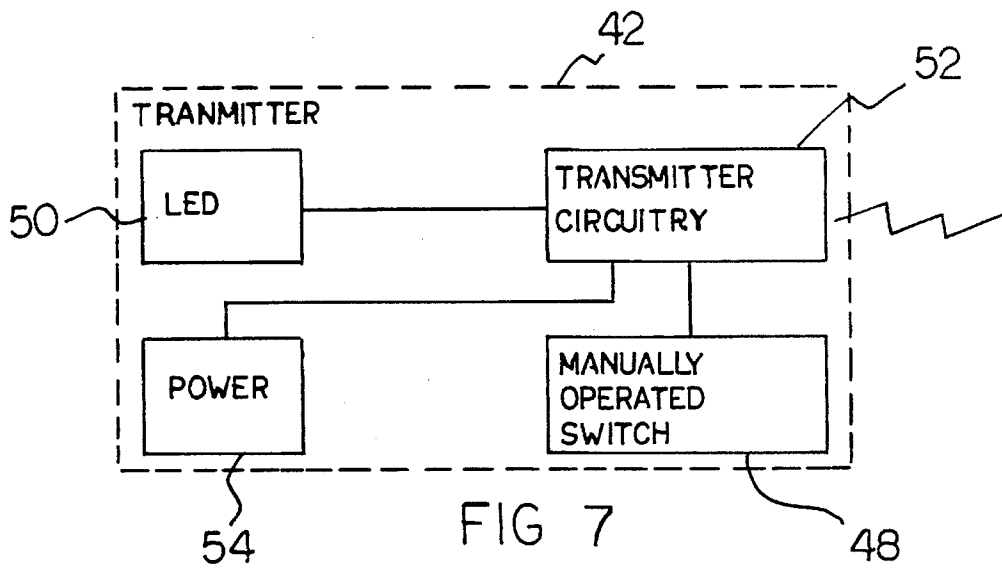 42
52
TRANMITTER
LED
TRANSMITTER
CIRCUITRY
50
POWER
MANUALLY
OPERATED
SWITCH
54
FIG 7
48